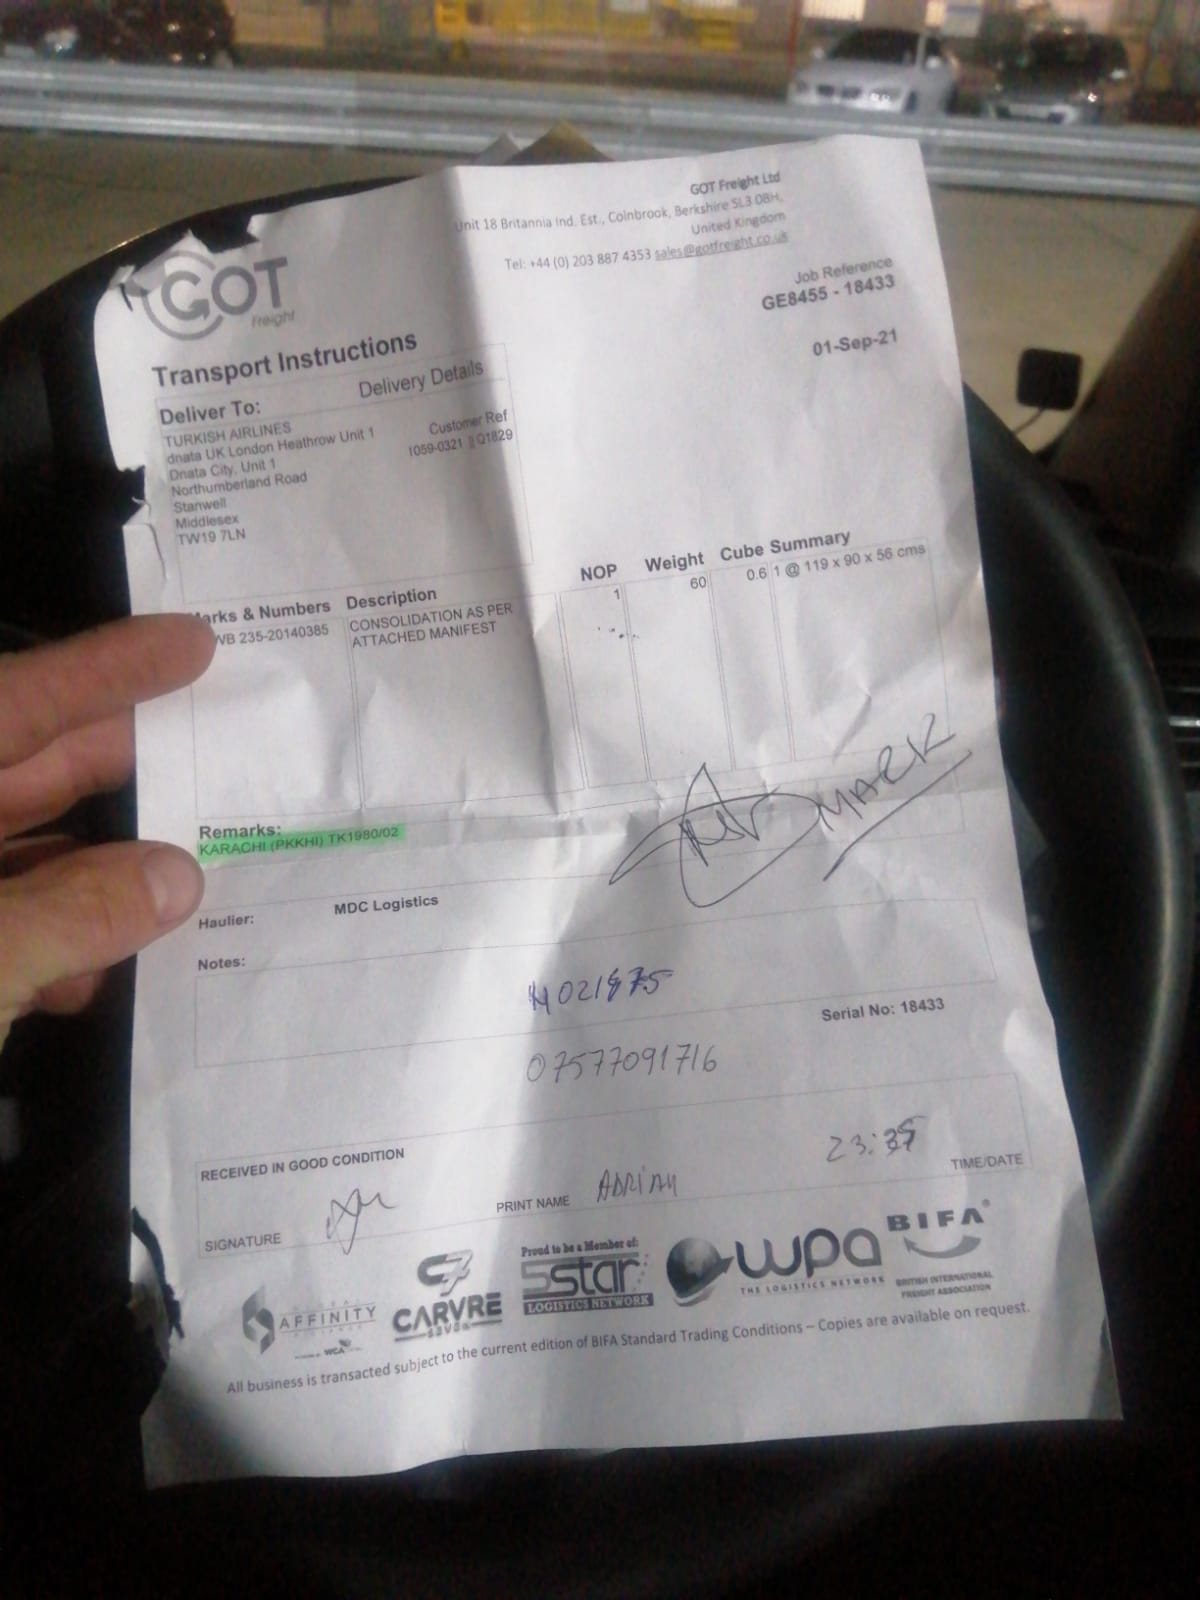 GOT Freight Ltd
Unit 18 Britannia Ind. Est., Colnbrook, Berkshire SL3 0BH,
United Kingdom
Tel: +44 (0) 203 887 4353 sales@gotfreight.co.uk
GOT
Freight
Job Reference
GE8455 - 18433
01-Sep-21
Transport Instructions
Delivery Details
Deliver To:
TURKISH AIRLINES
dnata UK London Heathrow Unit 1
Dnata City, Unit 1
Northumberland Road
Stanwell
Middlesex
TW19 7LN
Customer Ref
1059-0321 || Q1829
arks & Numbers Description NOP Weight Cube Summary
WB 235-20140385 CONSOLIDATION AS PER 1 60 0.6 1 @ 119 x 90 x 56 cms
ATTACHED MANIFEST
MARK
Remarks:
KARACHI (PKKHI) TK1980/02
Haulier: MDC Logistics
Notes:
Serial No: 18433
07577091716
RECEIVED IN GOOD CONDITION
SIGNATURE
PRINT NAME ADRIAN
23:
TIME/DATE
AFFINITY
WCA
C7
CARVRE
SEVEN
Proud to be a Member of:
5star
LOGISTICS NETWORK
wpa
THE LOGISTICS NETWORK
BIFA
BRITISH INTERNATIONAL
FREIGHT ASSOCIATION
All business is transacted subject to the current edition of BIFA Standard Trading Conditions – Copies are available on request.